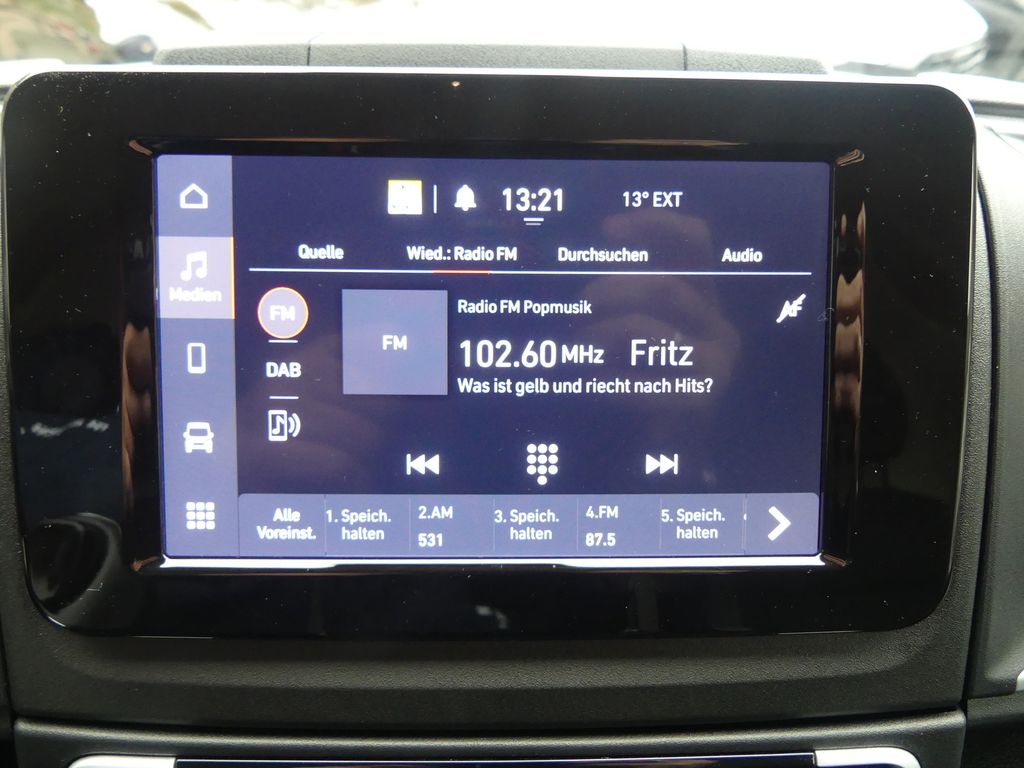 13:21 13° EXT
Quelle Wied.: Radio FM Durchsuchen Audio
Medien
FM
DAB
FM
Radio FM Popmusik
AF
102.60 MHz Fritz
Was ist gelb und riecht nach Hits?
Alle
Voreinst.
1. Speich.
halten
2.AM
531
3. Speich.
halten
4.FM
87.5
5. Speich.
halten